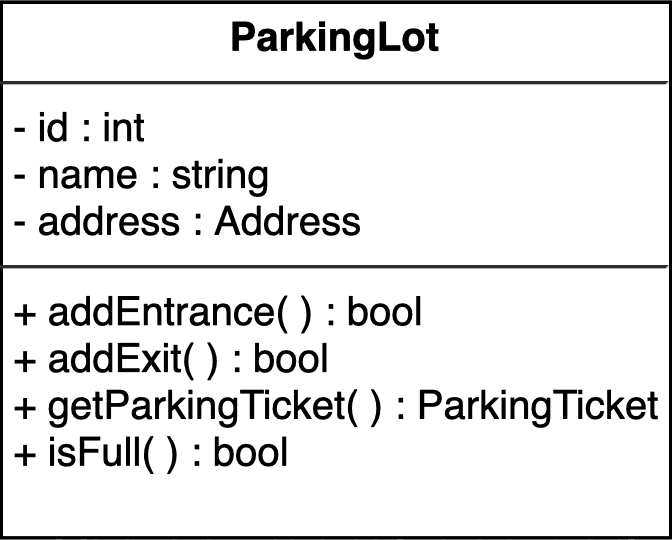 ParkingLot
- id : int
- name : string
- address : Address
+ addEntrance( ) : bool
+ addExit( ) : bool
+ getParkingTicket( ) : ParkingTicket
+ isFull( ) : bool